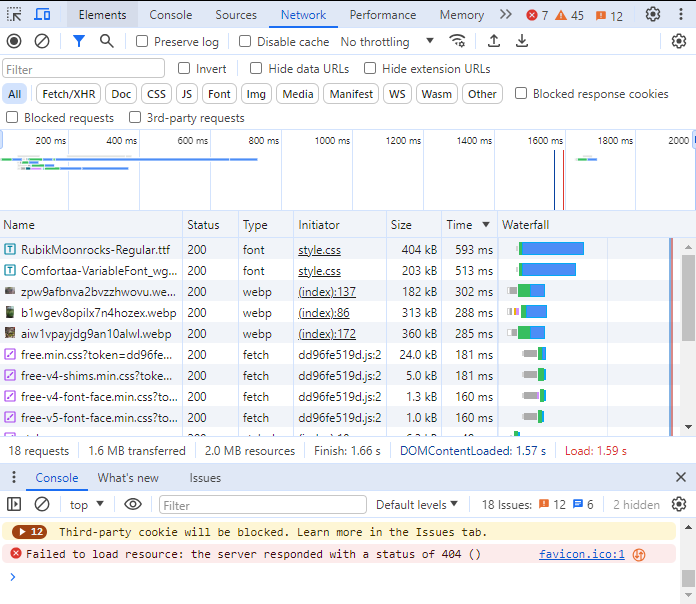 Elements Console Sources Network Performance Memory 7 45 12
Preserve log Disable cache No throttling
Filter Invert Hide data URLs Hide extension URLs
All Fetch/XHR Doc CSS JS Font Img Media Manifest WS Wasm Other Blocked response cookies
Blocked requests 3rd-party requests
200 ms 400 ms 600 ms 800 ms 1000 ms 1200 ms 1400 ms 1600 ms 1800 ms 2000
Name Status Type Initiator Size Time Waterfall
RubikMoonrocks-Regular.ttf 200 font style.css 404 kB 593 ms
Comfortaa-VariableFont_wg... 200 font style.css 203 kB 513 ms
zpw9afbnva2bvzzhwovu.we... 200 webp (index):137 182 kB 302 ms
b1wgev8opilx7n4hozex.webp 200 webp (index):86 313 kB 288 ms
aiw1vpayjdg9an10alwl.webp 200 webp (index):172 360 kB 285 ms
free.min.css?token=dd96fe... 200 fetch dd96fe519d.js:2 24.0 kB 181 ms
free-v4-shims.min.css?toke... 200 fetch dd96fe519d.js:2 5.0 kB 181 ms
free-v4-font-face.min.css?to... 200 fetch dd96fe519d.js:2 1.3 kB 160 ms
free-v5-font-face.min.css?to... 200 fetch dd96fe519d.js:2 1.0 kB 160 ms
18 requests 1.6 MB transferred 2.0 MB resources Finish: 1.66 s DOMContentLoaded: 1.57 s Load: 1.59 s
Console What's new Issues
top Filter Default levels 18 Issues: 12 6 2 hidden
12 Third-party cookie will be blocked. Learn more in the Issues tab.
Failed to load resource: the server responded with a status of 404 () favicon.ico:1